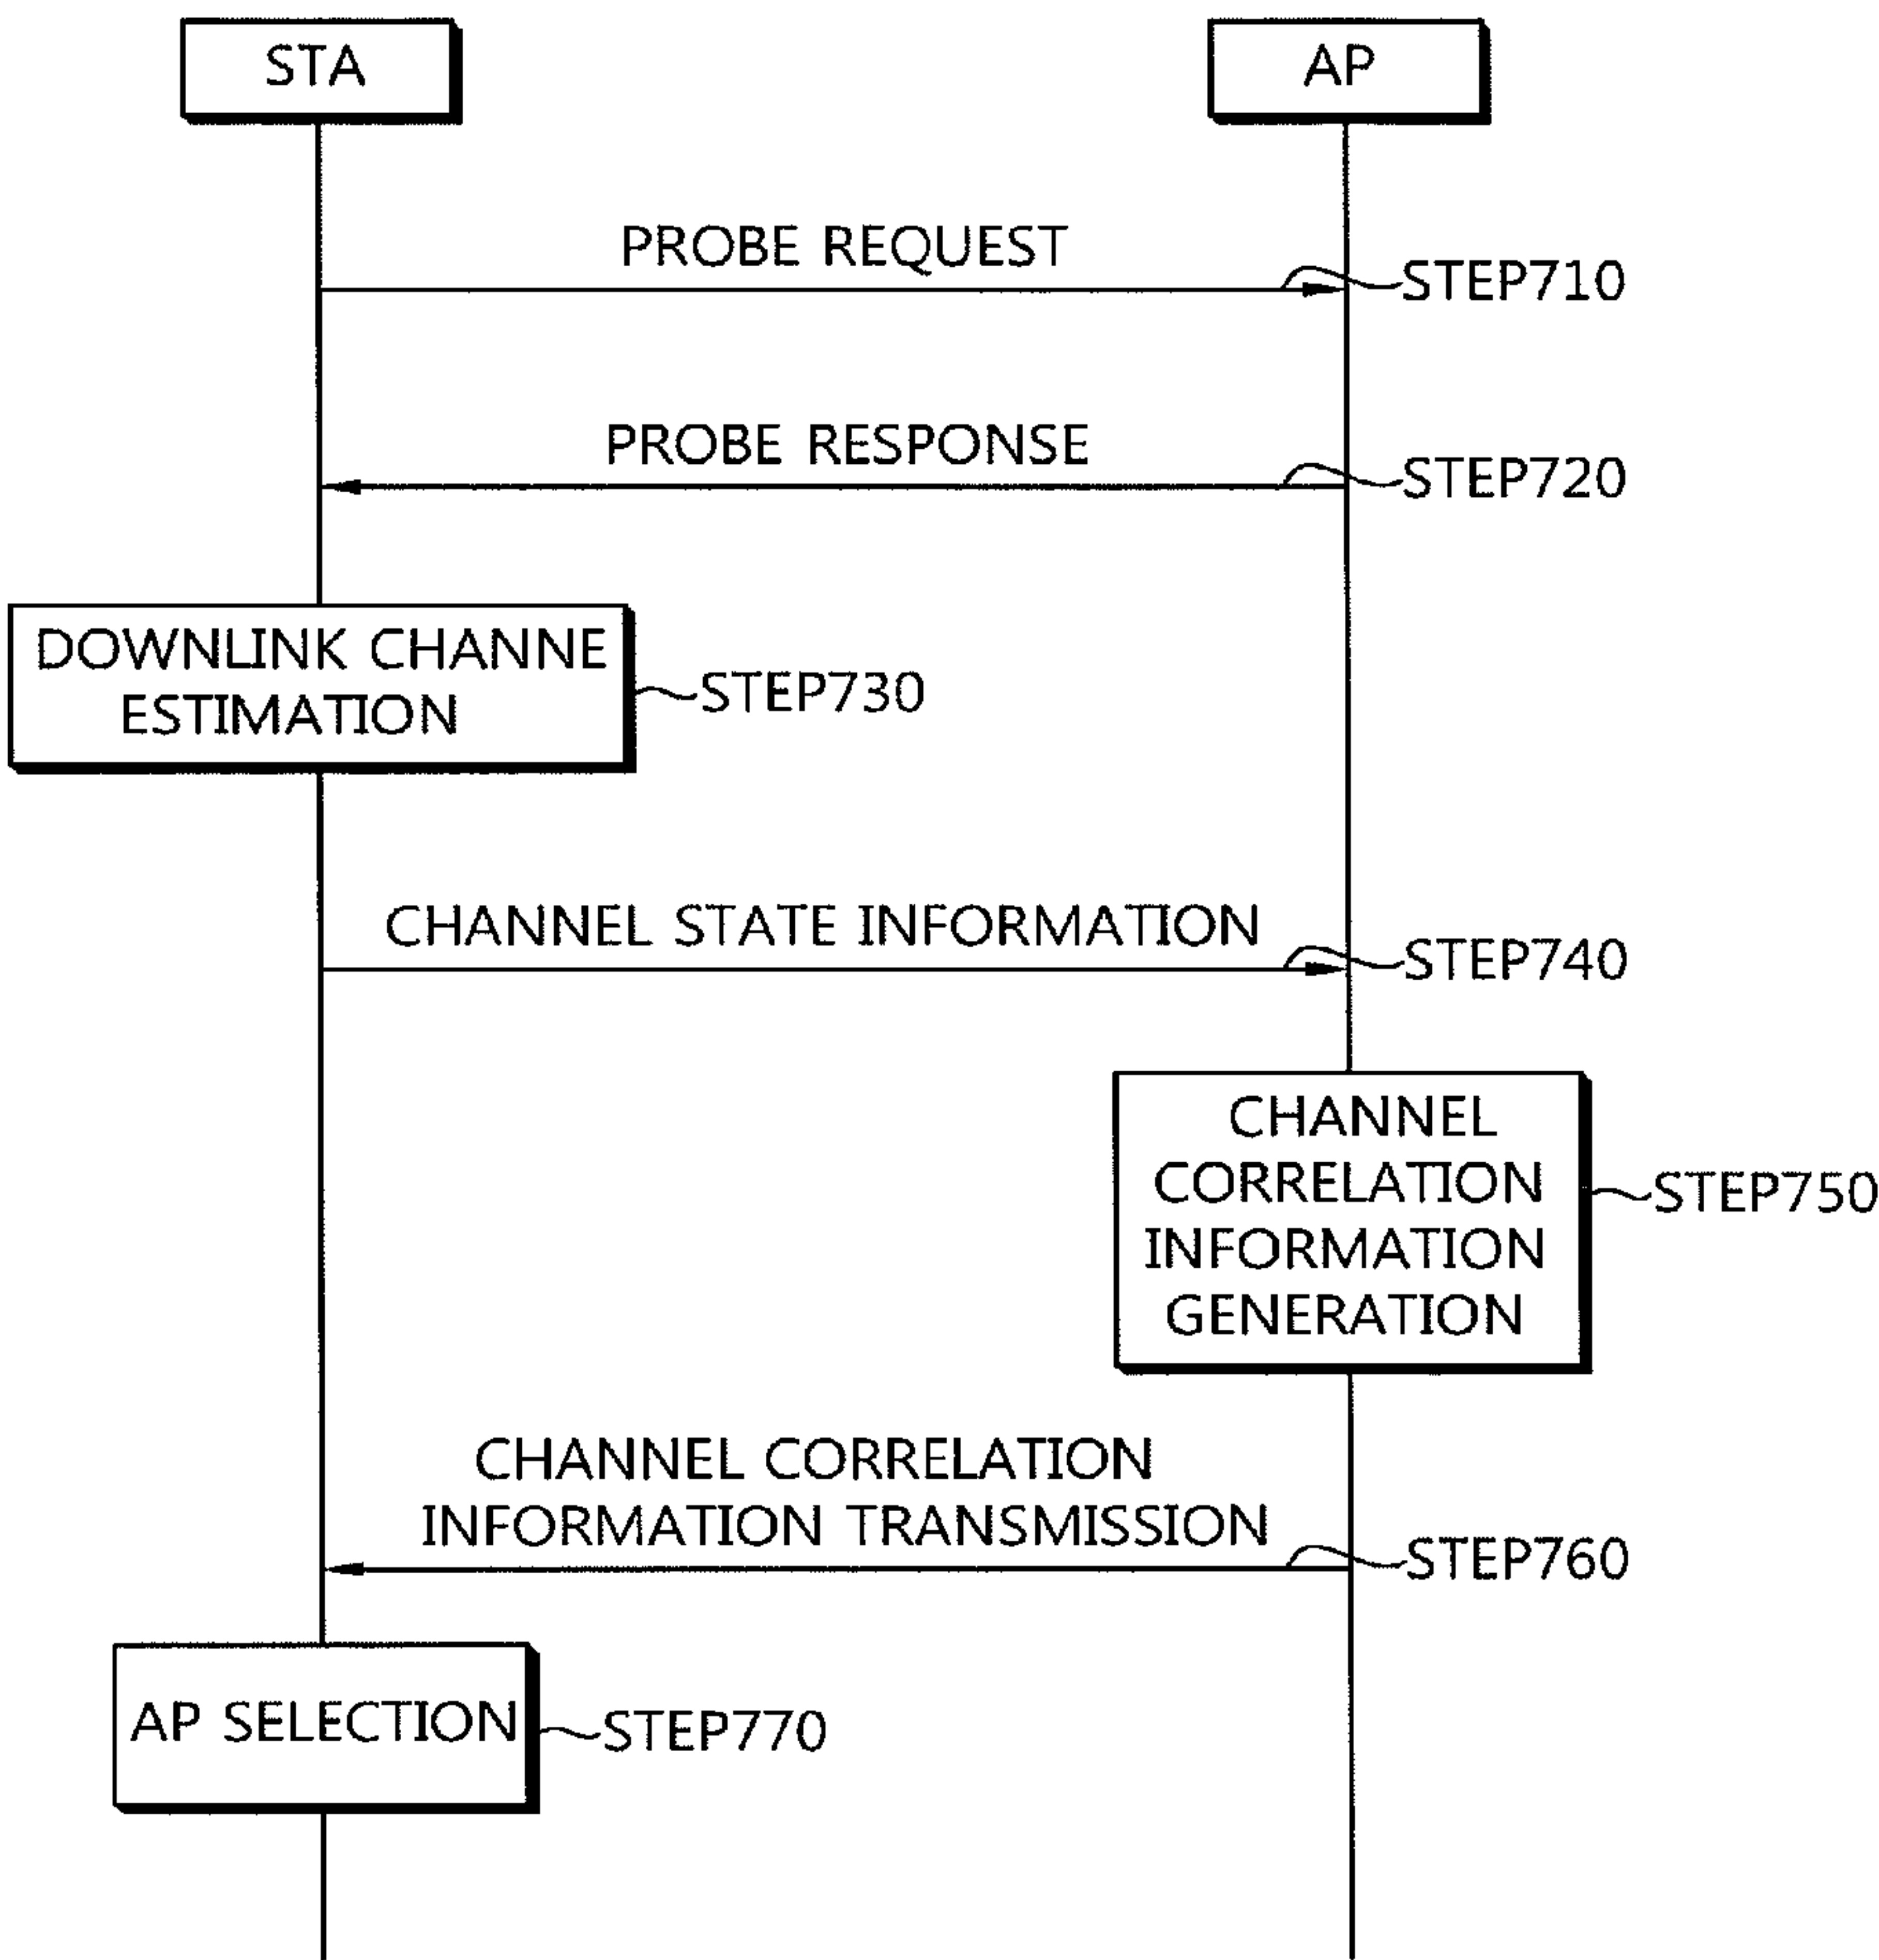 STA
AP
PROBE REQUEST
STEP710
PROBE RESPONSE
STEP720
DOWNLINK CHANNE
ESTIMATION
STEP730
CHANNEL STATE INFORMATION
STEP740
CHANNEL
CORRELATION
INFORMATION
GENERATION
STEP750
CHANNEL CORRELATION
INFORMATION TRANSMISSION
STEP760
AP SELECTION
STEP770